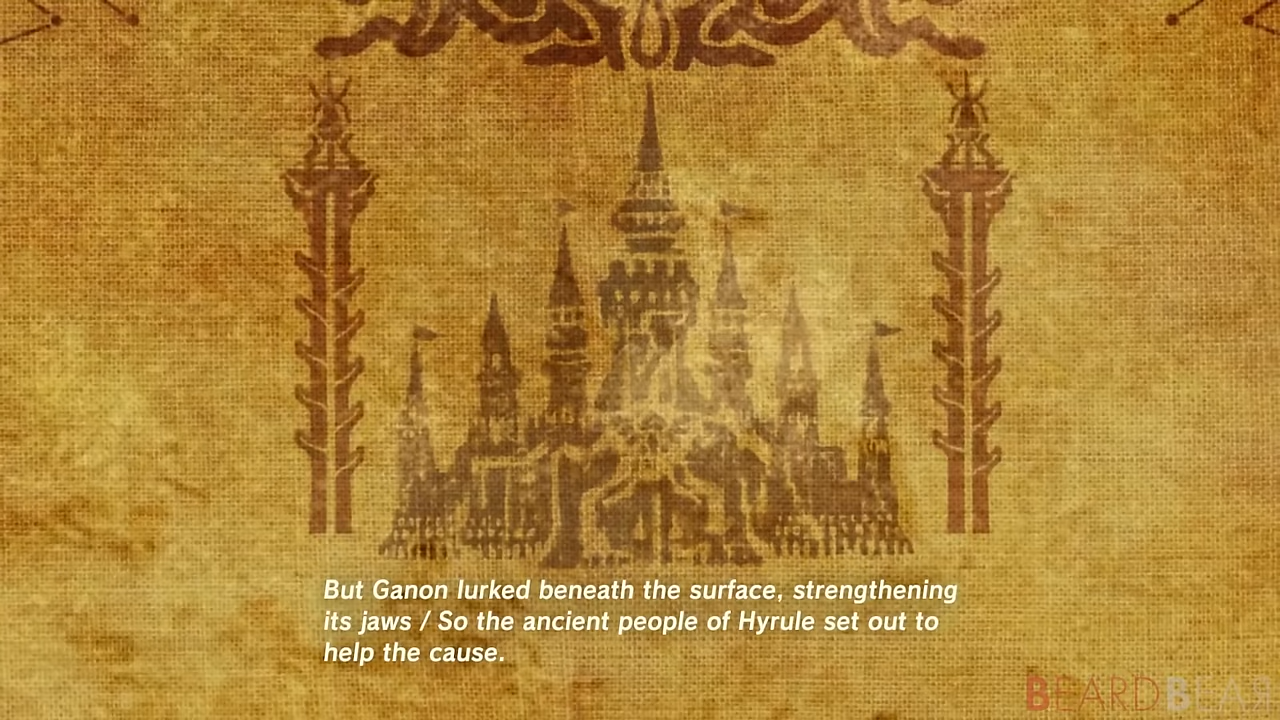 But Ganon lurked beneath the surface, strengthening
its jaws / So the ancient people of Hyrule set out to
help the cause.
BEARDBEAR